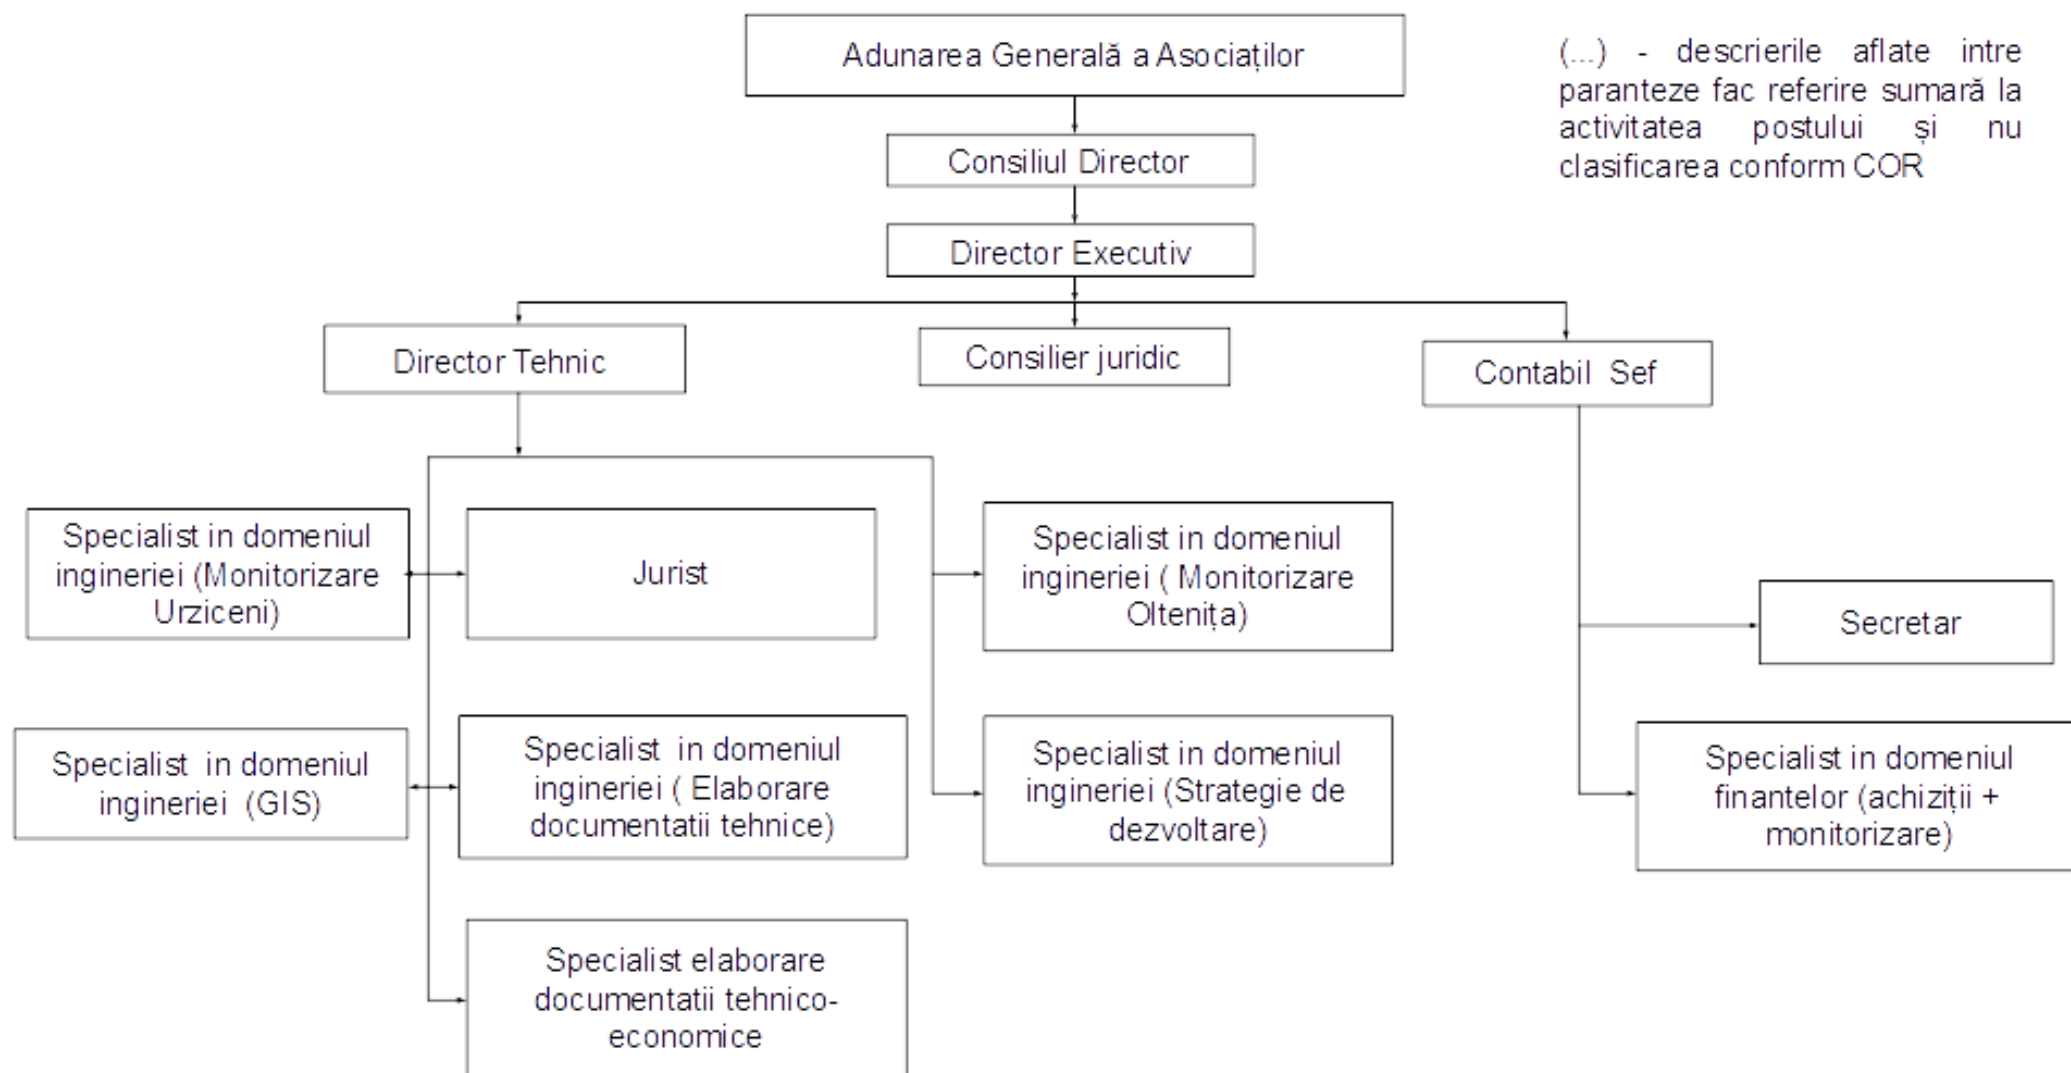 Adunarea Generală a Asociaților
(...) - descrierile aflate intre
paranteze fac referire sumară la
activitatea postului și nu
clasificarea conform COR
Consiliul Director
Director Executiv
Director Tehnic
Consilier juridic
Contabil Sef
Specialist in domeniul
ingineriei (Monitorizare
Urziceni)
Jurist
Specialist in domeniul
ingineriei ( Monitorizare
Oltenița)
Secretar
Specialist in domeniul
ingineriei (GIS)
Specialist in domeniul
ingineriei ( Elaborare
documentatii tehnice)
Specialist in domeniul
ingineriei (Strategie de
dezvoltare)
Specialist in domeniul
finantelor (achiziții +
monitorizare)
Specialist elaborare
documentatii tehnico-
economice